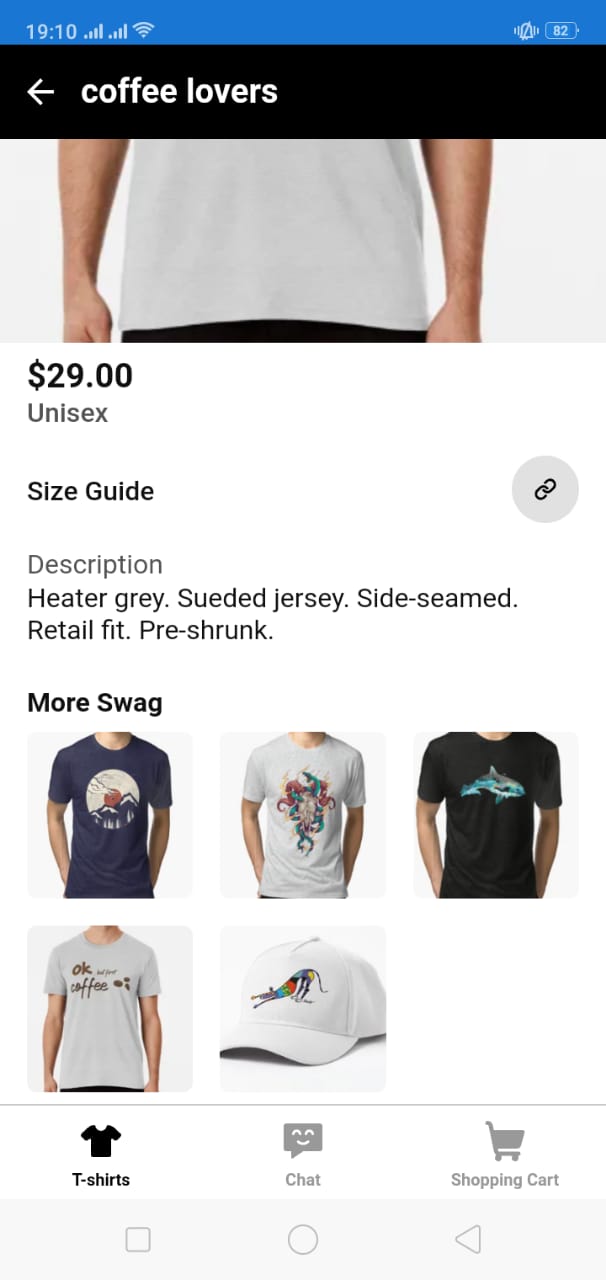 19:10
82
coffee lovers
$29.00
Unisex
Size Guide
Description
Heater grey. Sueded jersey. Side-seamed.
Retail fit. Pre-shrunk.
More Swag
ok but first
coffee
T-shirts
Chat
Shopping Cart